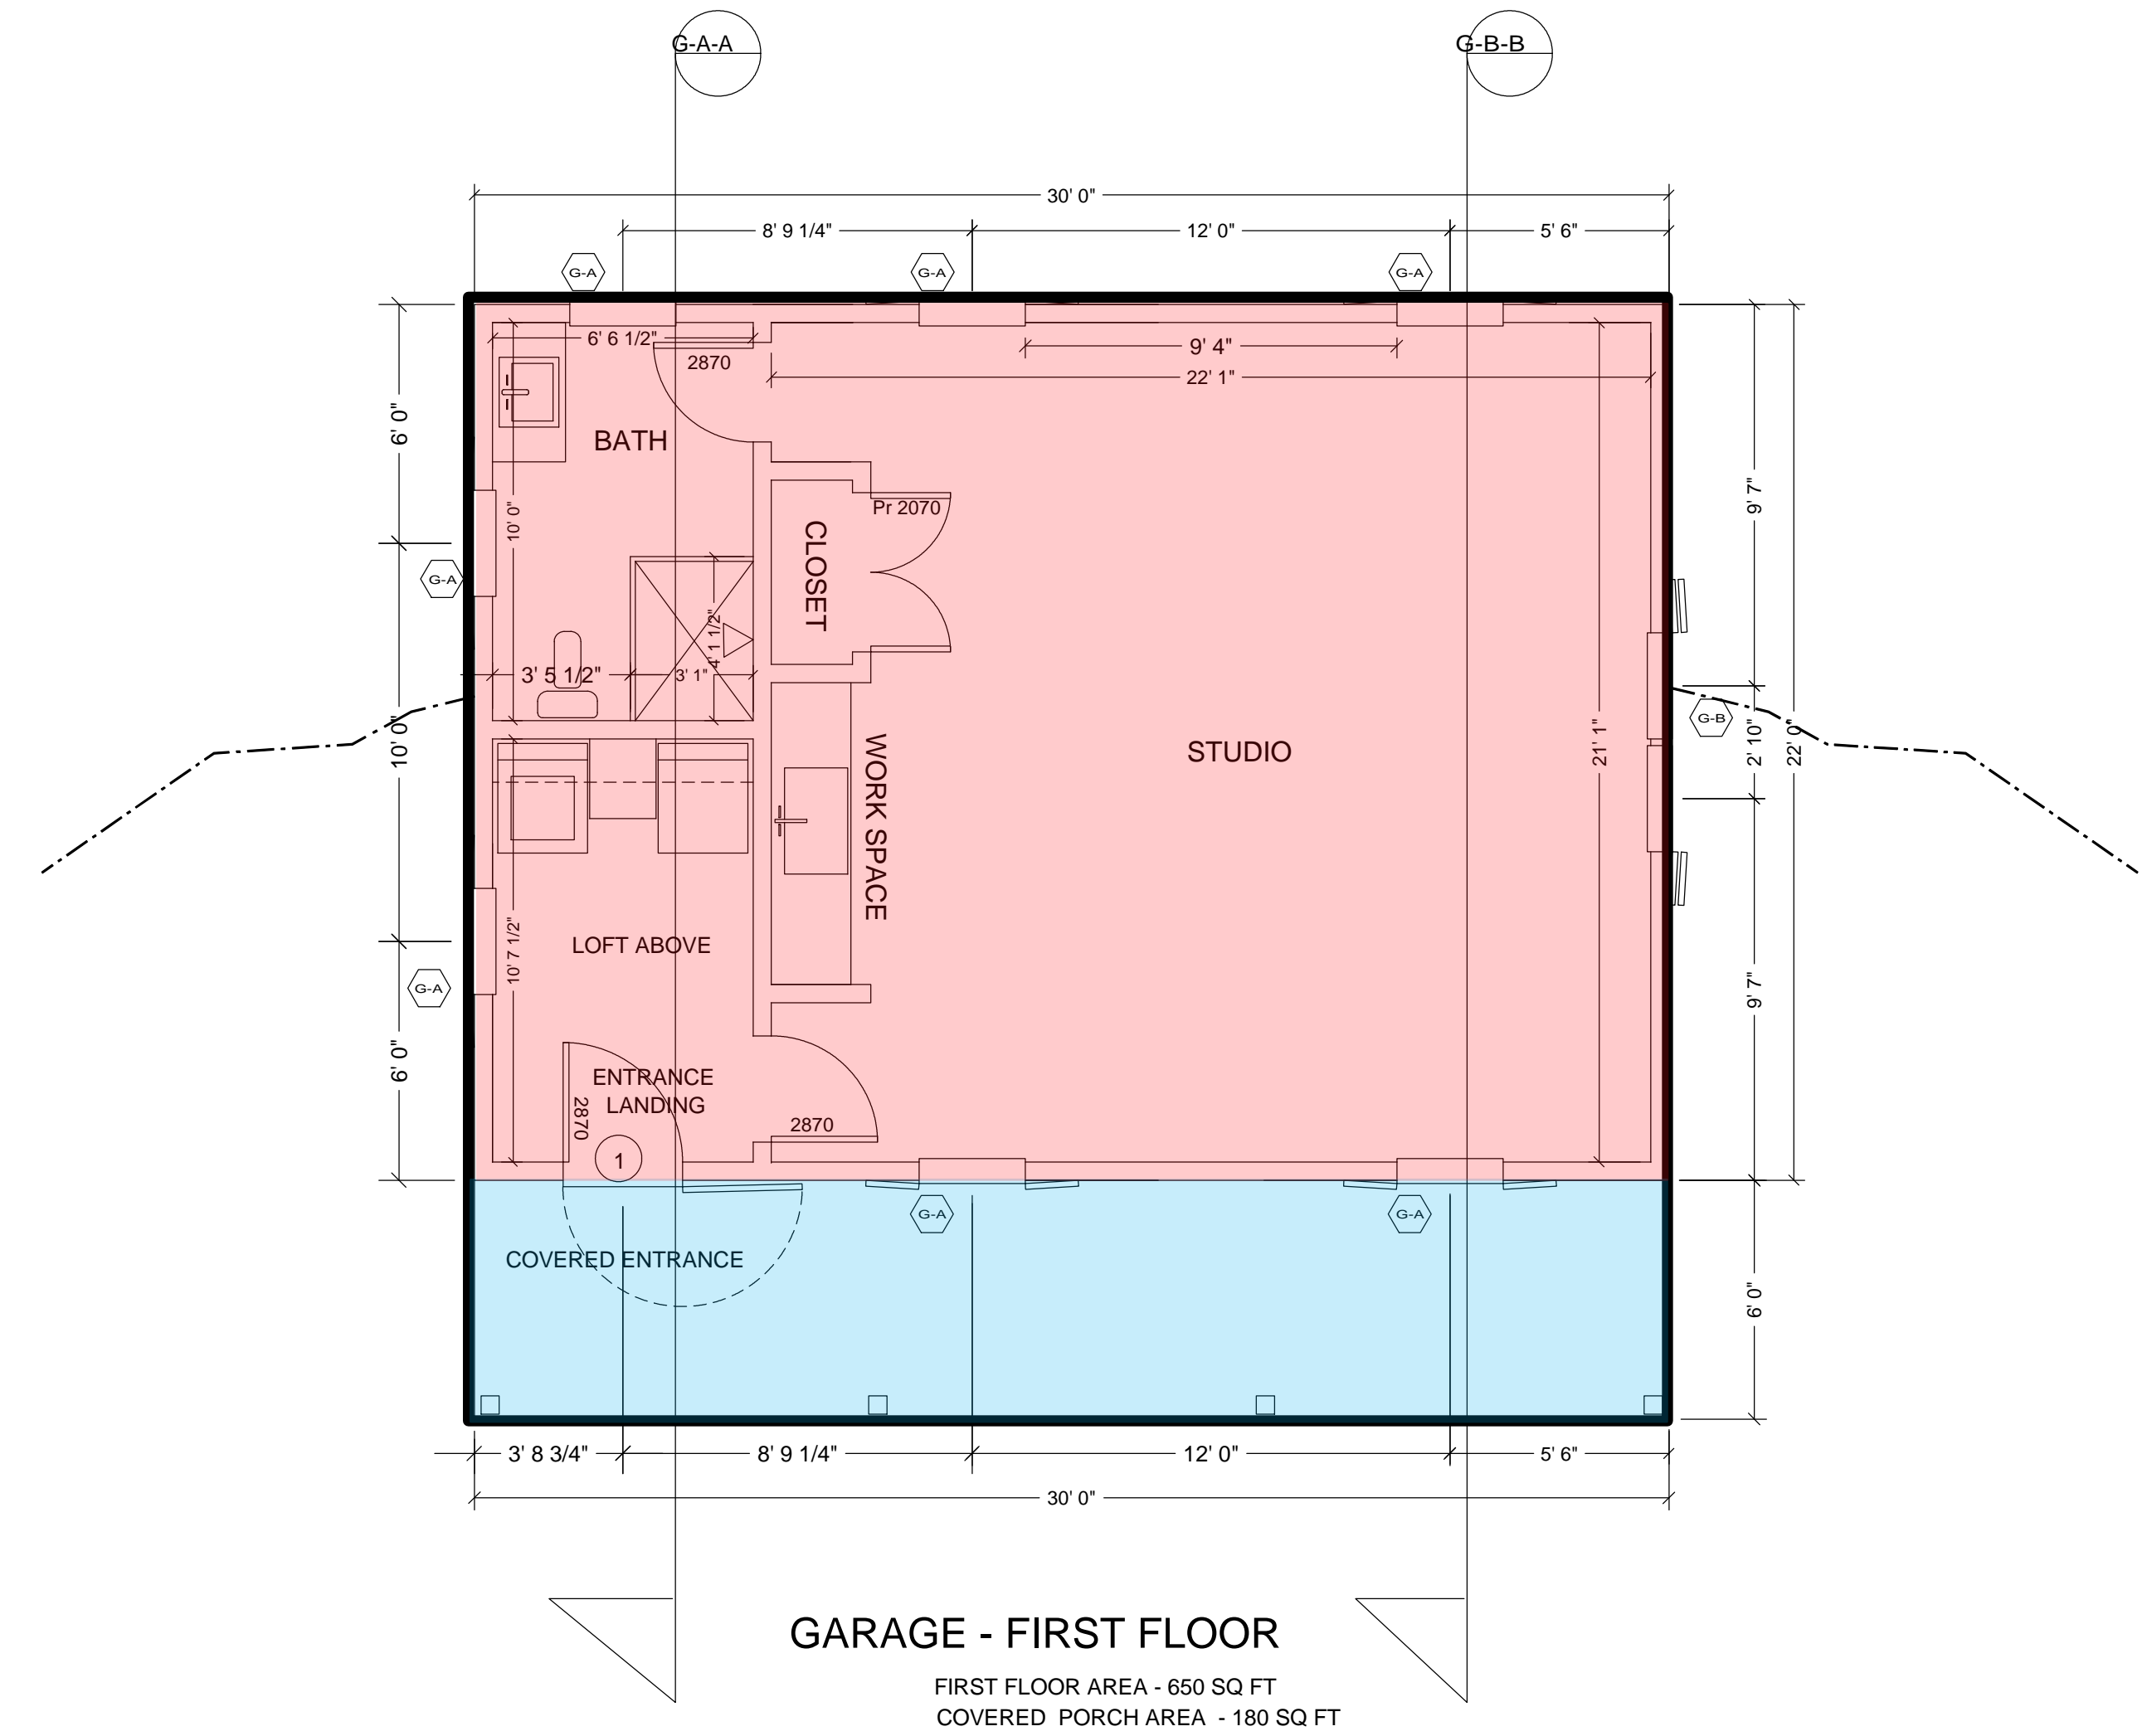 G-A-A
G-B-B
30' 0"
8' 9 1/4"
12' 0"
5' 6"
G-A
G-A
G-A
6' 6 1/2"
2870
9' 4"
22' 1"
6' 0"
BATH
10' 0"
Pr 2070
CLOSET
9' 7"
G-A
4' 1 1/2"
3' 5 1/2"
3' 1"
G-B
10' 0"
WORK SPACE
STUDIO
21' 1"
2' 10"
22' 0"
LOFT ABOVE
10' 7 1/2"
G-A
9' 7"
6' 0"
ENTRANCE
LANDING
2870
2870
1
G-A
G-A
COVERED ENTRANCE
6' 0"
3' 8 3/4"
8' 9 1/4"
12' 0"
5' 6"
30' 0"
GARAGE - FIRST FLOOR
FIRST FLOOR AREA - 650 SQ FT
COVERED PORCH AREA - 180 SQ FT